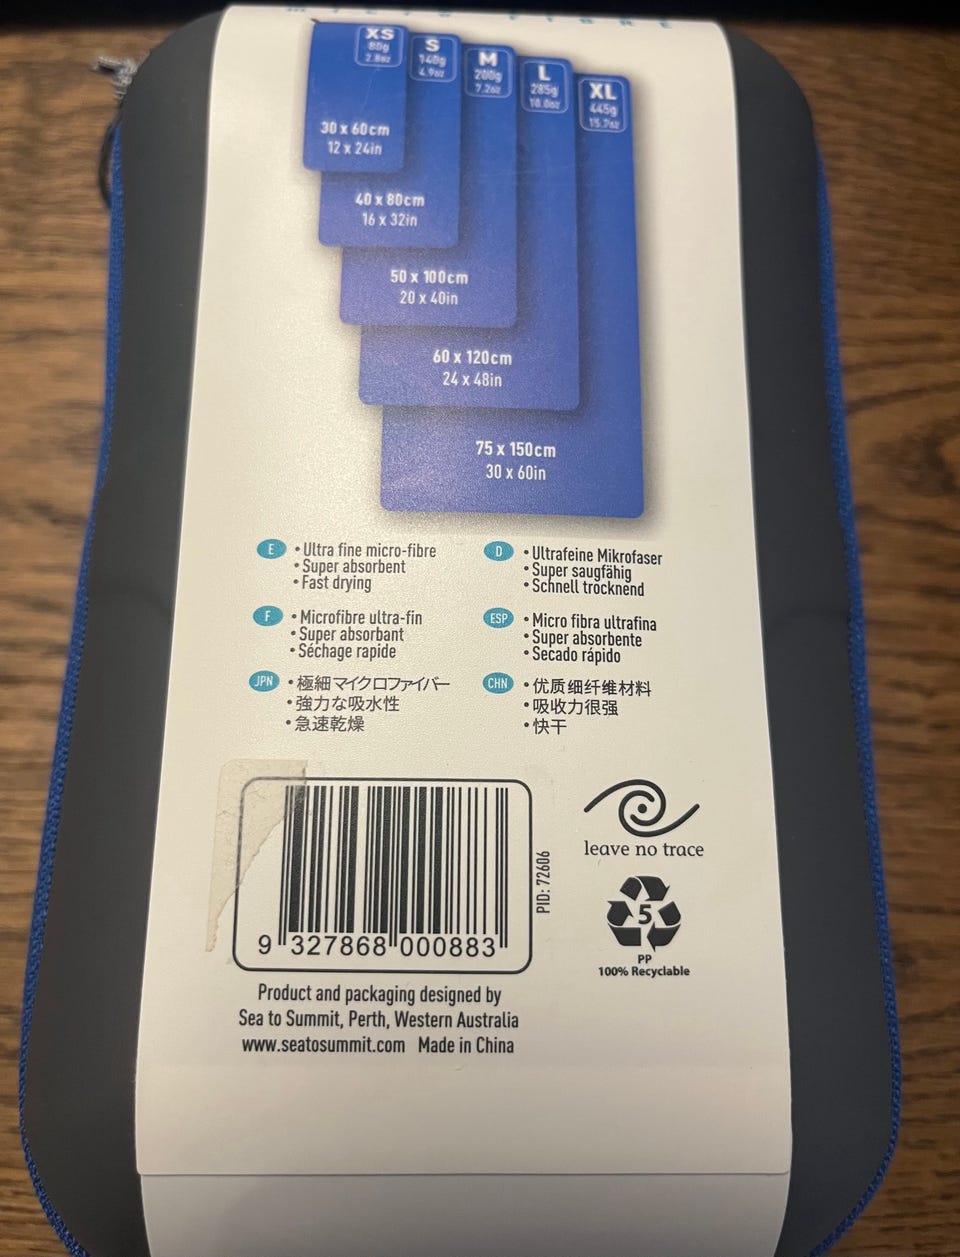 XS
80g
2.8oz
S
140g
4.9oz
M
200g
7.2oz
L
285g
10.0oz
XL
445g
15.7oz
30 x 60cm
12 x 24in
40 x 80cm
16 x 32in
50 x 100cm
20 x 40in
60 x 120cm
24 x 48in
75 x 150cm
30 x 60in
E
• Ultra fine micro-fibre
• Super absorbent
• Fast drying
D
• Ultrafeine Mikrofaser
• Super saugfähig
• Schnell trocknend
F
• Microfibre ultra-fin
• Super absorbant
• Séchage rapide
ESP
• Micro fibra ultrafina
• Super absorbente
• Secado rápido
JPN
• 極細マイクロファイバー
• 強力な吸水性
• 急速乾燥
CHN
• 优质细纤维材料
• 吸收力很强
• 快干
9 327868 000883
PID: 72606
leave no trace
5
PP
100% Recyclable
Product and packaging designed by
Sea to Summit, Perth, Western Australia
www.seatosummit.com Made in China